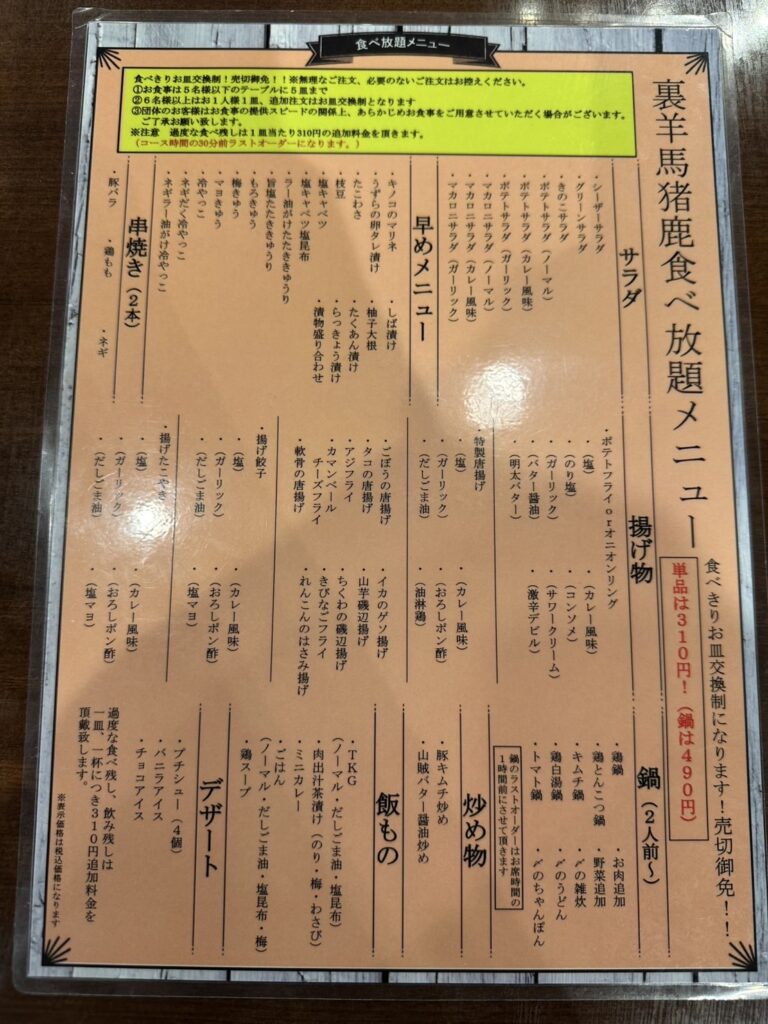 食べ放題メニュー
食べきりお皿交換制！売切御免！！※無理なご注文、必要のないご注文はお控えください。
①お食事は５名様以下のテーブルに５皿まで
②６名様以上はお１人様１皿、追加注文はお皿交換制となります
③団体のお客様はお食事の提供スピードの関係上、あらかじめお食事をご用意させていただく場合がございます。
ご了承お願い致します。
※注意　過度な食べ残しは１皿当たり310円の追加料金を頂きます。
（コース時間の30分前ラストオーダーになります。）
裏羊馬猪鹿食べ放題メニュー
食べきりお皿交換制になります！売切御免！！
単品は３１０円！（鍋は４９０円）
サラダ
・シーザーサラダ
・グリーンサラダ
・きのこサラダ
・ポテトサラダ（ノーマル）
・ポテトサラダ（カレー風味）
・ポテトサラダ（ガーリック）
・マカロニサラダ（ノーマル）
・マカロニサラダ（カレー風味）
・マカロニサラダ（ガーリック）
早めメニュー
・キノコのマリネ
・うずらの卵タレ漬け
・たこわさ
・枝豆
・塩キャベツ
・塩キャベツ塩昆布
・ラー油がけたたききゅうり
・旨塩たたききゅうり
・もろきゅう
・梅きゅう
・マヨきゅう
・冷やっこ
・ネギだく冷やっこ
・ネギラー油がけ冷やっこ
・しば漬け
・柚子大根
・たくあん漬け
・らっきょう漬け
・漬物盛り合わせ
串焼き（２本）
・豚バラ　・鶏もも　・ネギ
揚げ物
・ポテトフライｏｒオニオンリング
・（塩）　・（カレー風味）
・（のり塩）　・（コンソメ）
・（ガーリック）　・（サワークリーム）
・（バター醤油）　・（激辛デビル）
・（明太バター）
・特製唐揚げ
・（塩）　・（カレー風味）
・（ガーリック）　・（おろしポン酢）
・（だしごま油）　・（油淋鶏）
・ごぼうの唐揚げ　・イカのゲソ揚げ
・タコの唐揚げ　・山芋磯辺揚げ
・アジフライ　・ちくわの磯辺揚げ
・カマンベール
チーズフライ　・きびなごフライ
・軟骨の唐揚げ　・れんこんのはさみ揚げ
・揚げ餃子
・（塩）　・（カレー風味）
・（ガーリック）　・（おろしポン酢）
・（だしごま油）　・（塩マヨ）
・揚げたこやき
・（塩）　・（カレー風味）
・（ガーリック）　・（おろしポン酢）
・（だしごま油）　・（塩マヨ）
鍋（２人前～）
・鶏鍋　・お肉追加
・鶏とんこつ鍋　・野菜追加
・キムチ鍋　・〆の雑炊
・鶏白湯鍋　・〆のうどん
・トマト鍋　・〆のちゃんぽん
鍋のラストオーダーはお席時間の
１時間前にさせて頂きます
炒め物
・豚キムチ炒め
・山賊バター醤油炒め
飯もの
・ＴＫＧ
（ノーマル・だしごま油・塩昆布）
・肉出汁茶漬け（のり・梅・わさび）
・ミニカレー
・ごはん
（ノーマル・だしごま油・塩昆布・梅）
・鶏スープ
デザート
・プチシュー（４個）
・バニラアイス
・チョコアイス
過度な食べ残し、飲み残しは
一皿、一杯につき３１０円追加料金を
頂戴致します。
※表示価格は税込価格になります